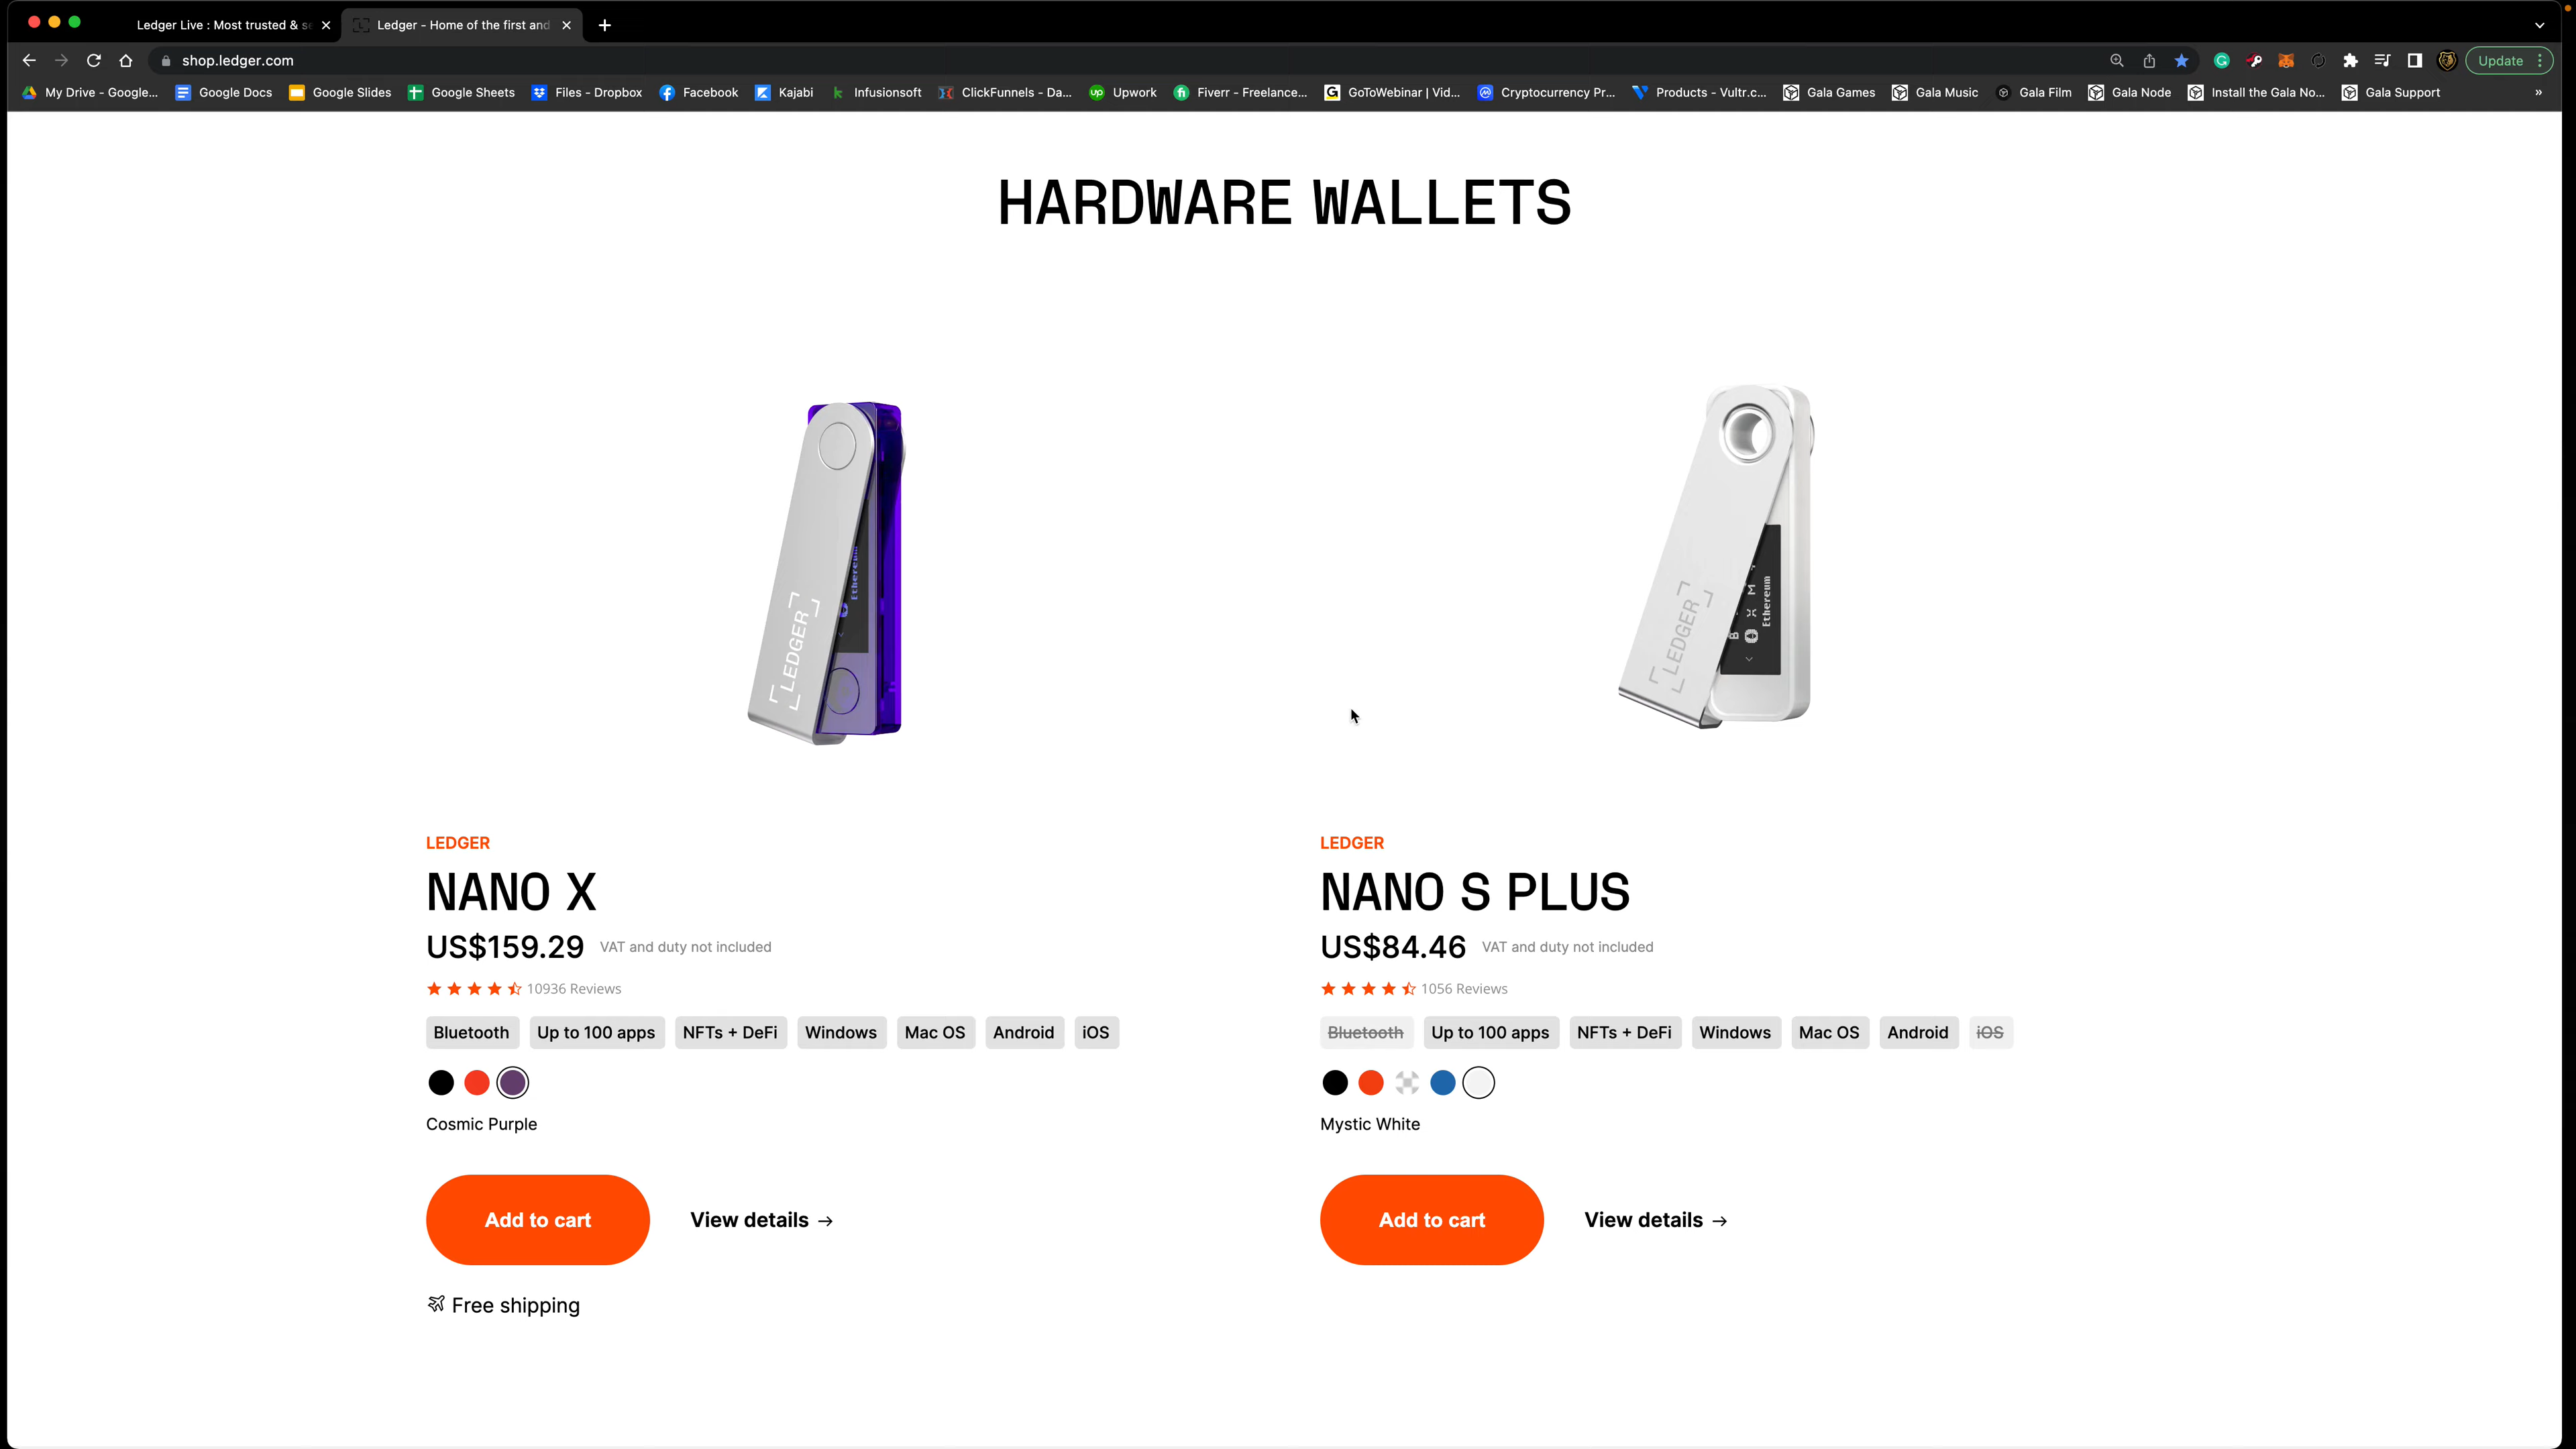 Ledger Live : Most trusted & se
Ledger - Home of the first and
shop.ledger.com
Update
My Drive - Google... Google Docs Google Slides Google Sheets Files - Dropbox Facebook Kajabi Infusionsoft ClickFunnels - Da... Upwork Fiverr - Freelance... GoToWebinar | Vid... Cryptocurrency Pr... Products - Vultr.c... Gala Games Gala Music Gala Film Gala Node Install the Gala No... Gala Support »
HARDWARE WALLETS
LEDGER
Ethereum
LEDGER
Ethereum
LEDGER
NANO X
US$159.29 VAT and duty not included
10936 Reviews
Bluetooth Up to 100 apps NFTs + DeFi Windows Mac OS Android iOS
Cosmic Purple
Add to cart View details →
Free shipping
LEDGER
NANO S PLUS
US$84.46 VAT and duty not included
1056 Reviews
Bluetooth Up to 100 apps NFTs + DeFi Windows Mac OS Android iOS
Mystic White
Add to cart View details →